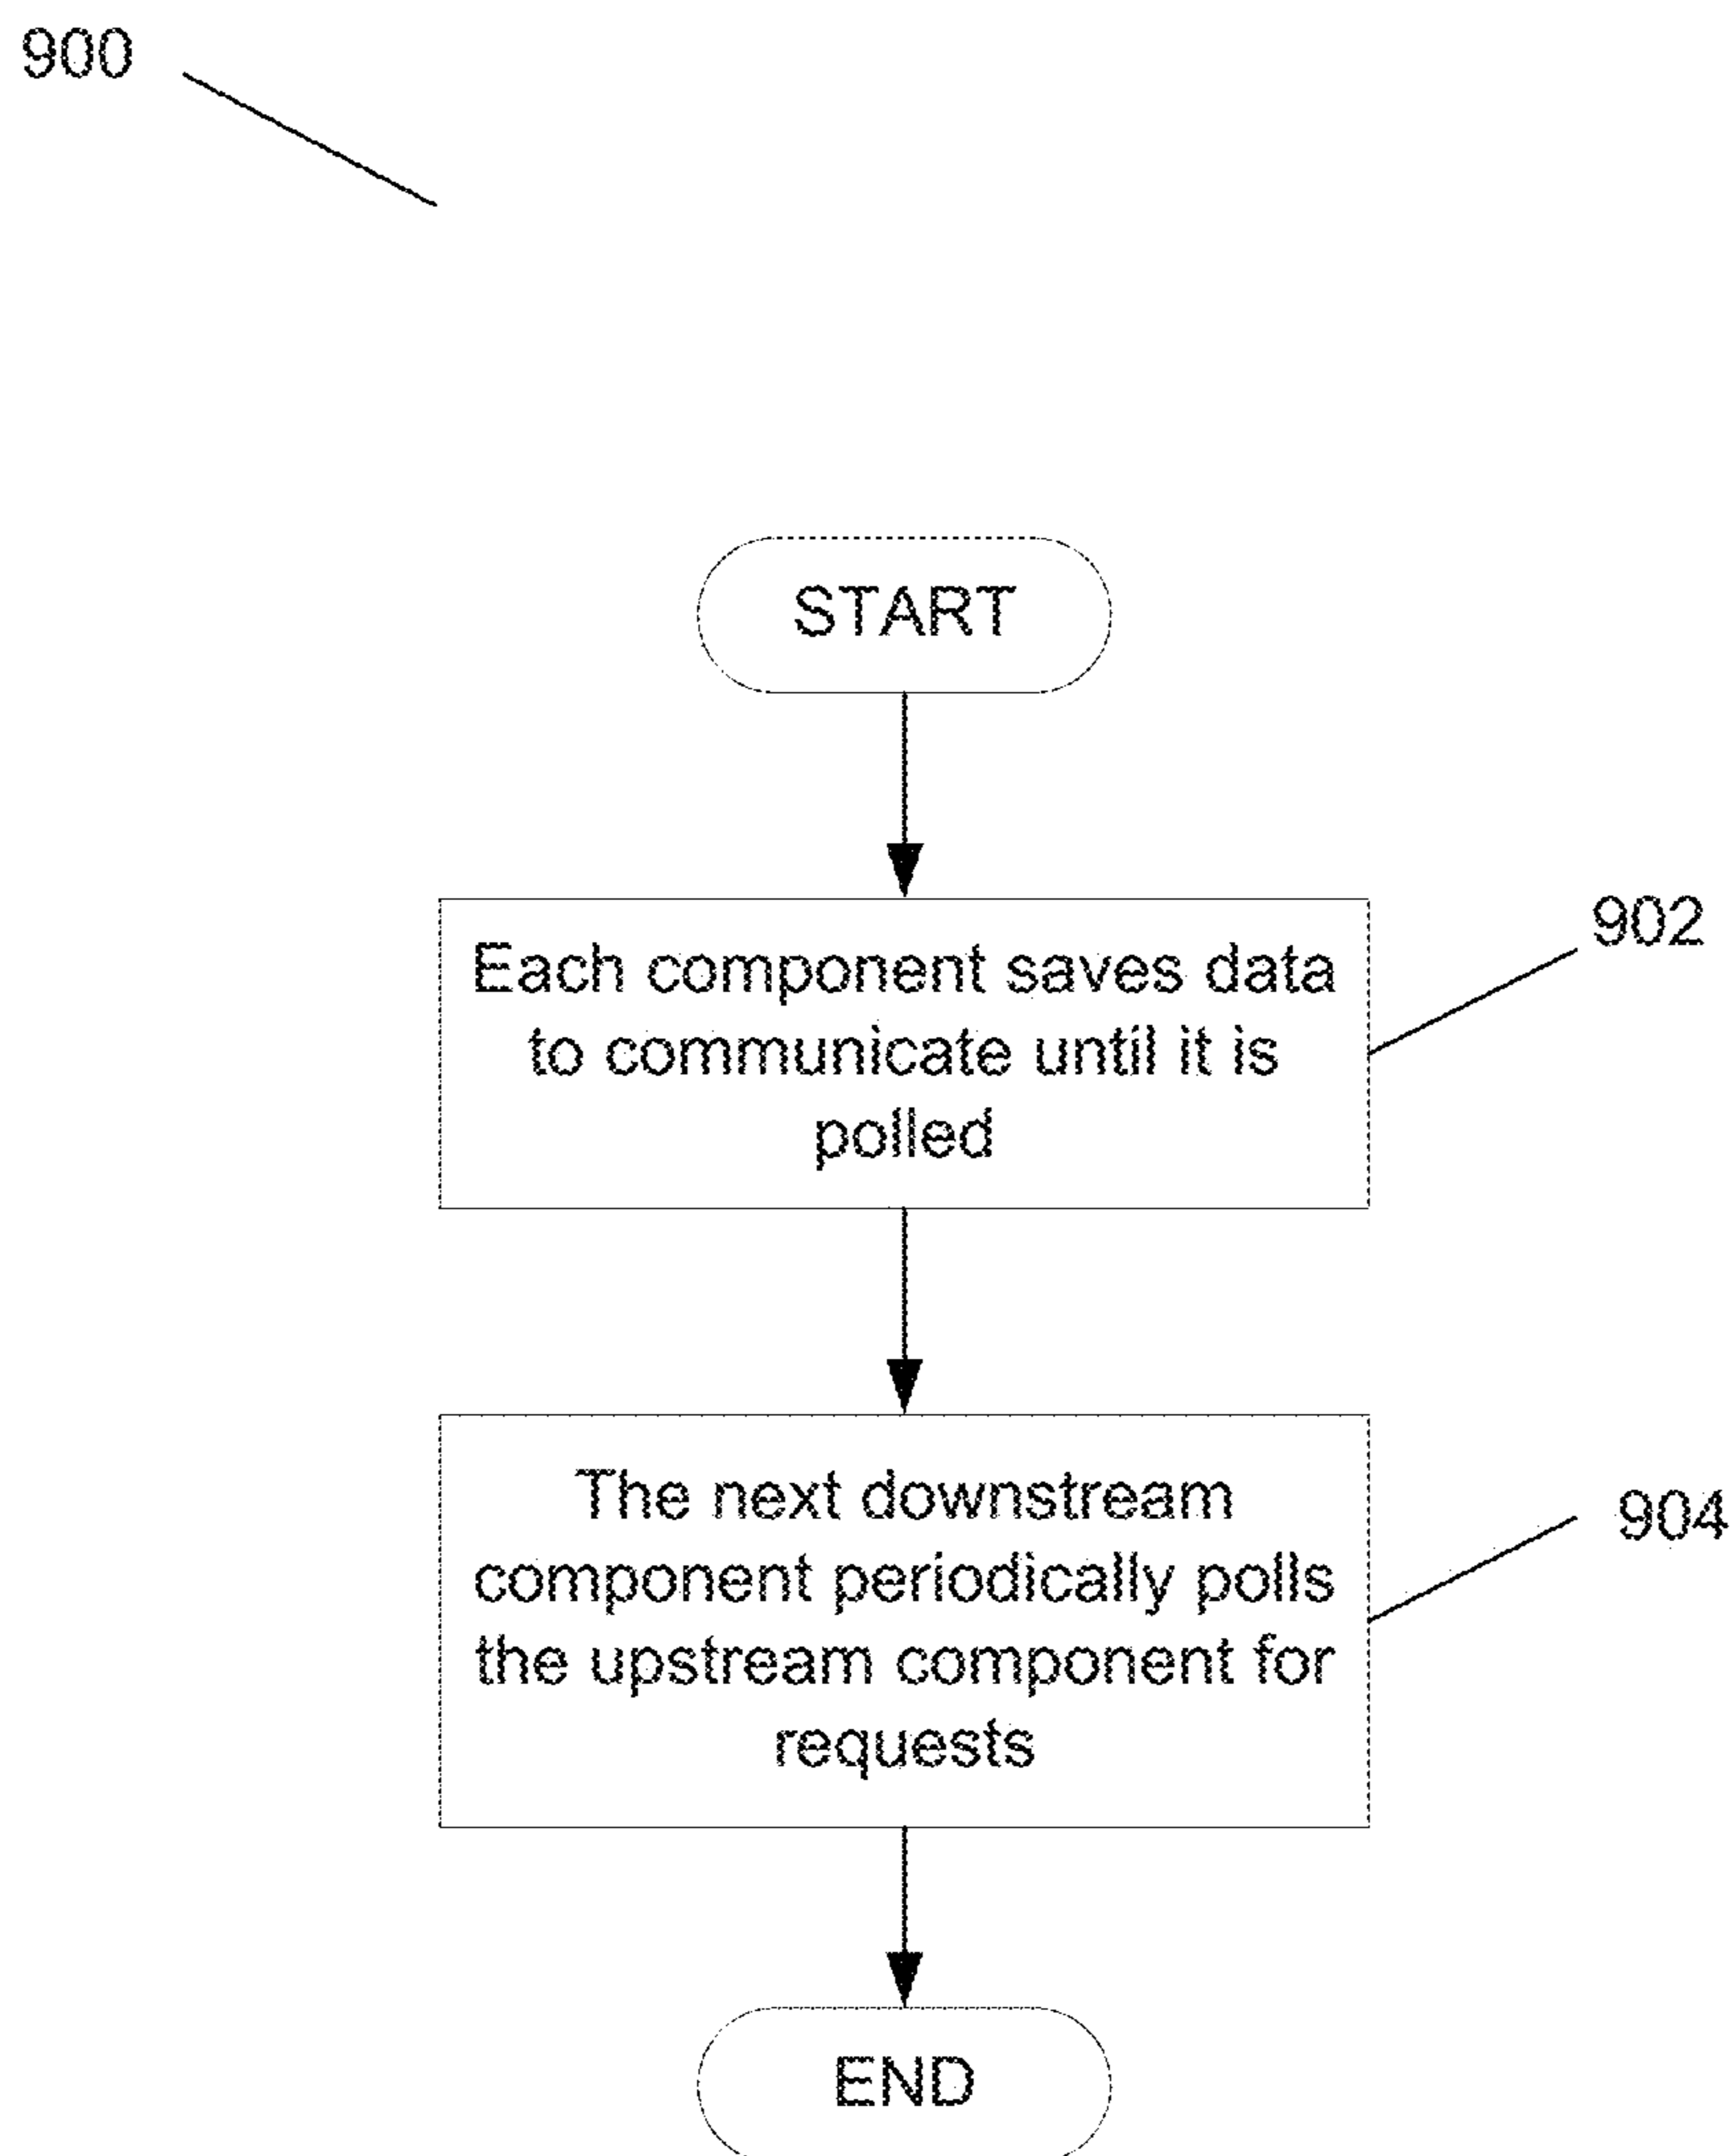 900
START
Each component saves data
to communicate until it is
polled
902
The next downstream
component periodically polls
the upstream component for
requests
904
END